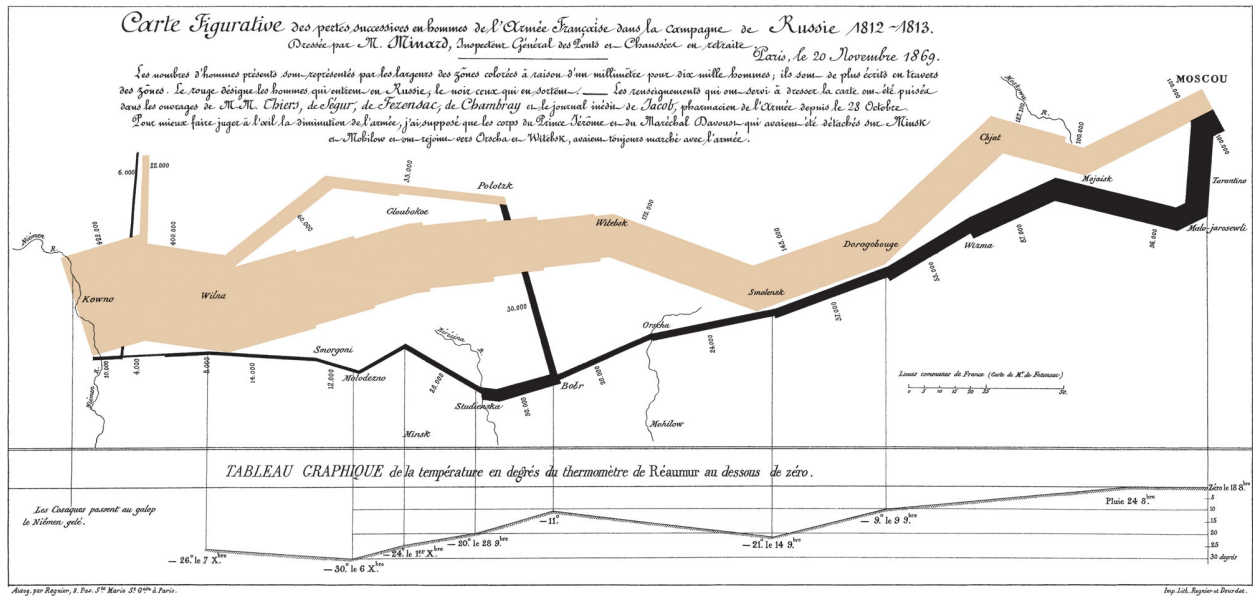 Carte Figurative des pertes successives en hommes de l'Armée Française dans la campagne de Russie 1812~1813.
Dressée par M. Minard, Inspecteur Général des Ponts et Chaussées en retraite.
Paris, le 20 Novembre 1869.
Les nombres d'hommes présents sont représentés par les largeurs des zônes colorées à raison d'un millimètre pour dix mille hommes; ils sont de plus écrits en travers
des zônes. Le rouge désigne les hommes qui entrent en Russie, le noir ceux qui en sortent. — Les renseignements qui ont servi à dresser la carte ont été puisés
dans les ouvrages de M.M. Thiers, de Ségur, de Fezensac, de Chambray et le journal inédit de Jacob, pharmacien de l'Armée depuis le 28 Octobre.
Pour mieux faire juger à l'œil la diminution de l'armée, j'ai supposé que les corps du Prince Jérôme et du Maréchal Davoust qui avaient été détachés sur Minsk
et Mohilow et ont rejoint vers Orscha et Witebsk, avaient toujours marché avec l'armée.
MOSCOU
100.000
100.000
Moskowa R.
127.100
100.000
Chjat
Mojaisk
Tarantino
Malo-jarosewli
96.000
87.000
Wizma
55.000
Dorogobouge
145.000
Smolensk
37.000
24.000
Orscha
Mohilow
175.000
Witebsk
Polotzk
33.000
Gloubokoe
60.000
30.000
20.000
Bobr
50.000
Studienska
Bérésina R.
28.000
Minsk
Molodezno
12.000
Smorgoni
14.000
8.000
4.000
10.000
Wilna
400.000
22.000
6.000
422.000
Kowno
Niémen R.
Niémen R.
Lieues communes de France (Carte de M. de Fezensac)
0 5 10 15 20 25 50.
TABLEAU GRAPHIQUE de la température en degrés du thermomètre de Réaumur au dessous de zéro.
Les Cosaques passent au galop
le Niémen gelé.
Zéro le 18 8.bre
Pluie 24 8.bre
5
10
15
20
25
30 degrés
— 9.° le 9 9.bre
— 21.° le 14 9.bre
— 11.°
— 20.° le 28 9.bre
— 24.° le 1.er X.bre
— 30.° le 6 X.bre
— 26.° le 7 X.bre
Autog. par Regnier, 8. Pas. S.te Marie S.t G.ain à Paris.
Imp. Lith. Regnier et Dourdet.